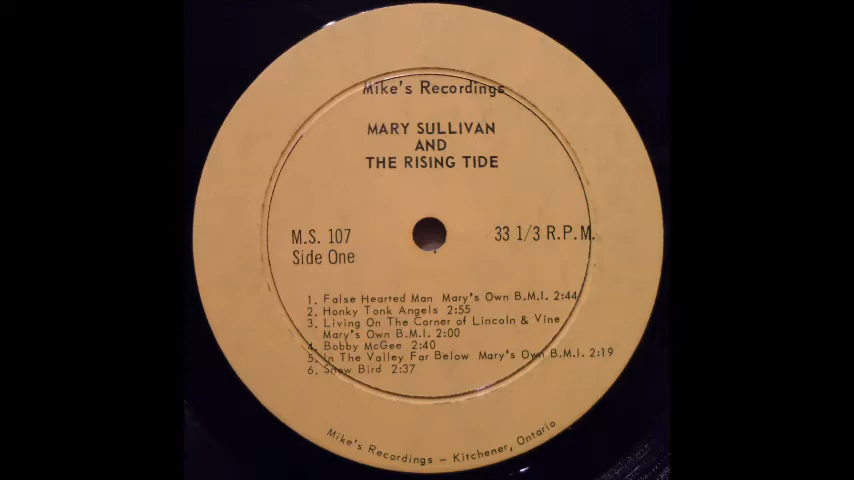 Mike's Recordings
MARY SULLIVAN
AND
THE RISING TIDE
M.S. 107
33 1/3 R.P.M.
Side One
1. False Hearted Man Mary's Own B.M.I. 2:44
2. Honky Tonk Angels 2:55
3. Living On The Corner of Lincoln & Vine
Mary's Own B.M.I. 2:00
4. Bobby McGee 2:40
5. In The Valley Far Below Mary's Own B.M.I. 2:19
6. Snow Bird 2:37
Mike's Recordings – Kitchener, Ontario